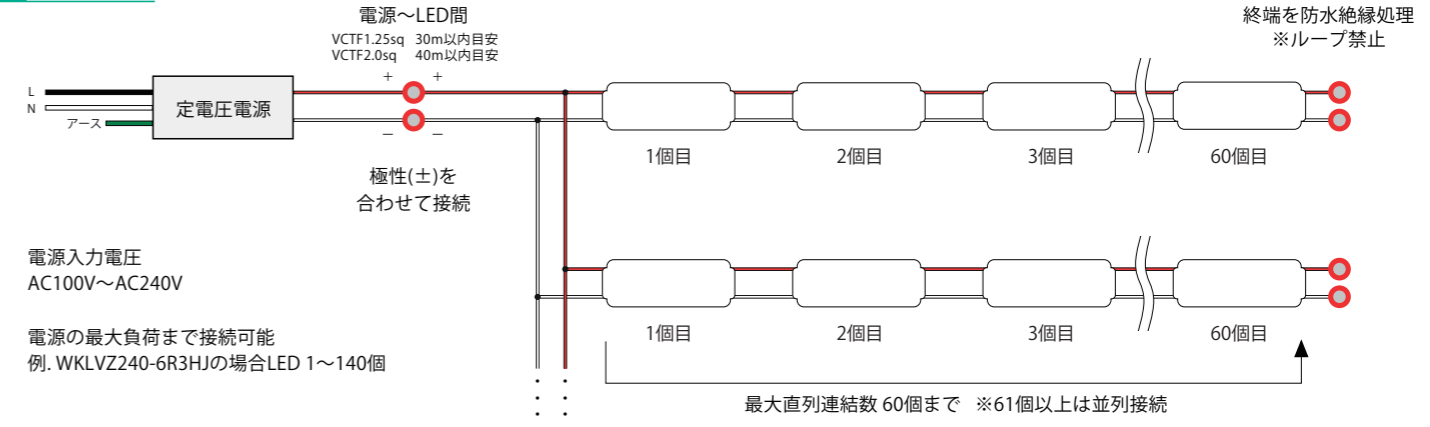 電源～LED間
VCTF1.25sq 30m以内目安
VCTF2.0sq 40m以内目安
終端を防水絶縁処理
※ループ禁止
＋ ＋
L
N
アース
定電圧電源
－ －
極性(±)を
合わせて接続
1個目 2個目 3個目 60個目
電源入力電圧
AC100V～AC240V
電源の最大負荷まで接続可能
例. WKLVZ240-6R3HJの場合LED 1～140個
1個目 2個目 3個目 60個目
最大直列連結数 60個まで ※61個以上は並列接続